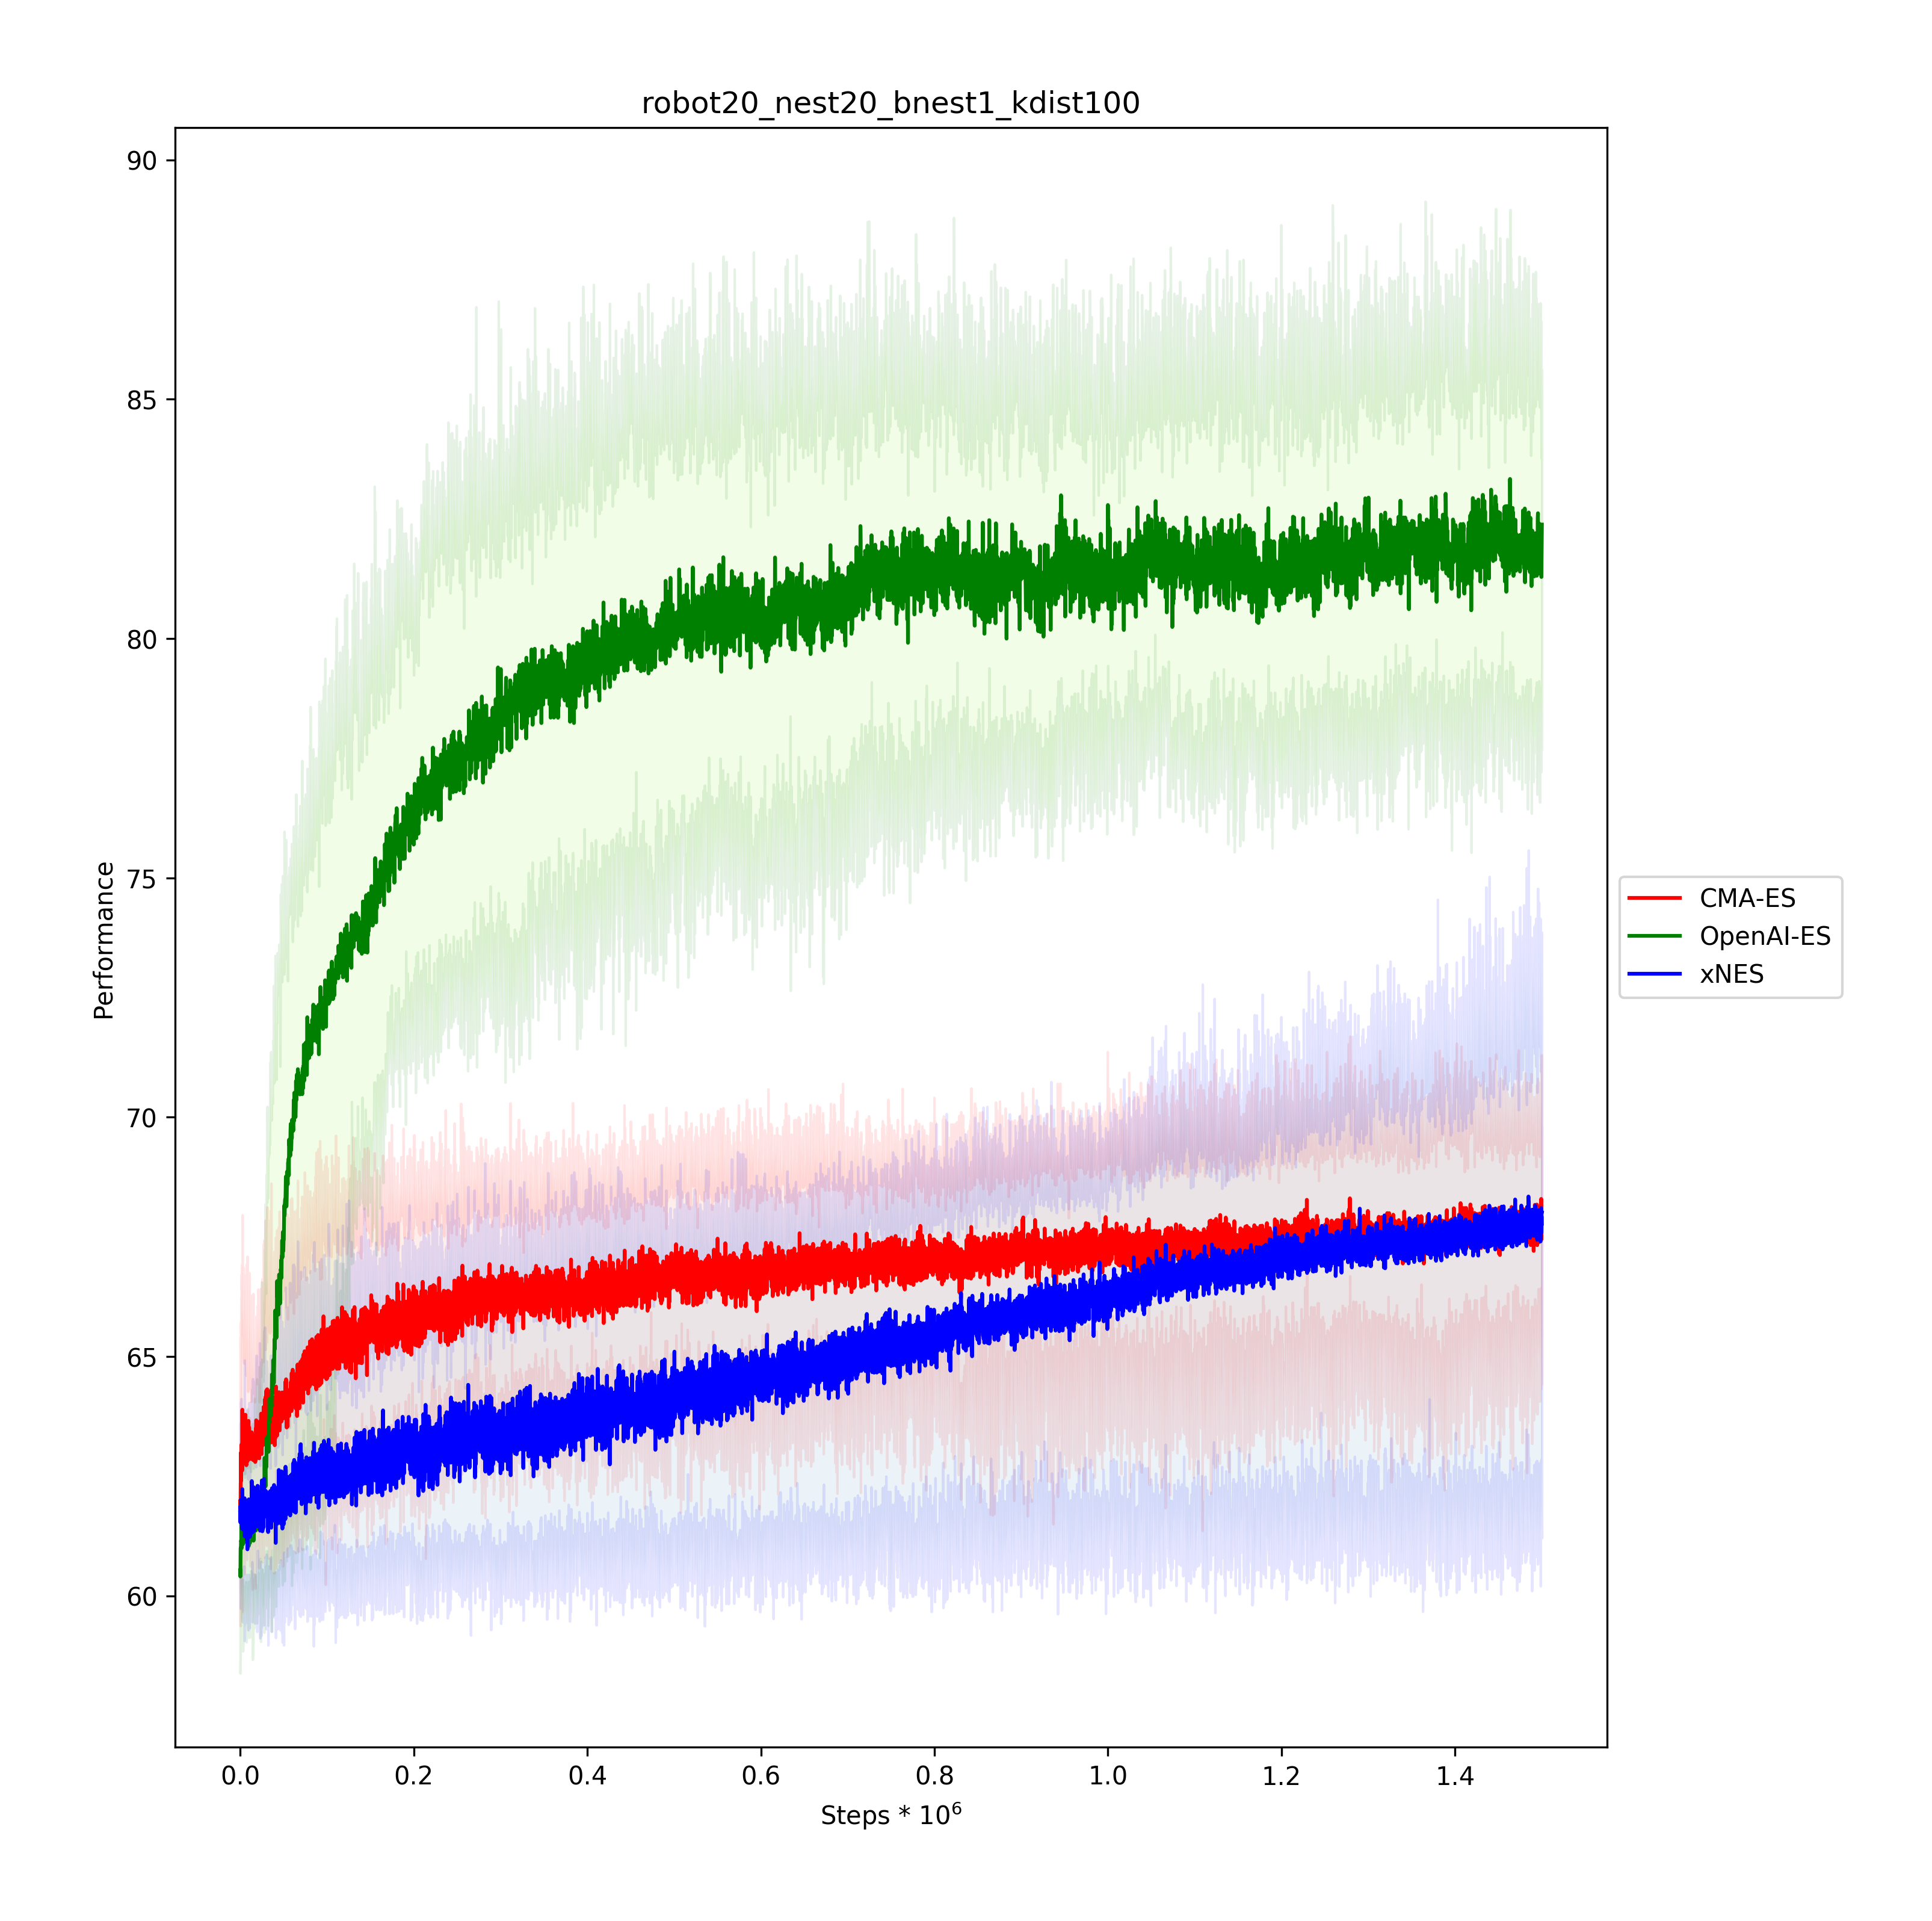 robot20_nest20_bnest1_kdist100
90
85
80
75
70
65
60
Performance
0.0 0.2 0.4 0.6 0.8 1.0 1.2 1.4
Steps * 10⁶
CMA-ES
OpenAI-ES
xNES